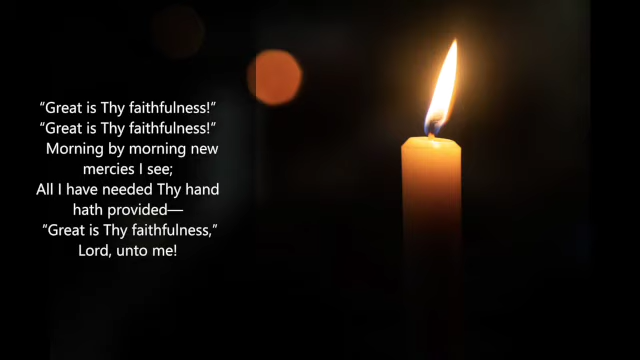 “Great is Thy faithfulness!“
“Great is Thy faithfulness!”
Morning by morning new
mercies I see;
All I have needed Thy hand
hath provided—
”Great is Thy faithfulness,”
Lord, unto me!